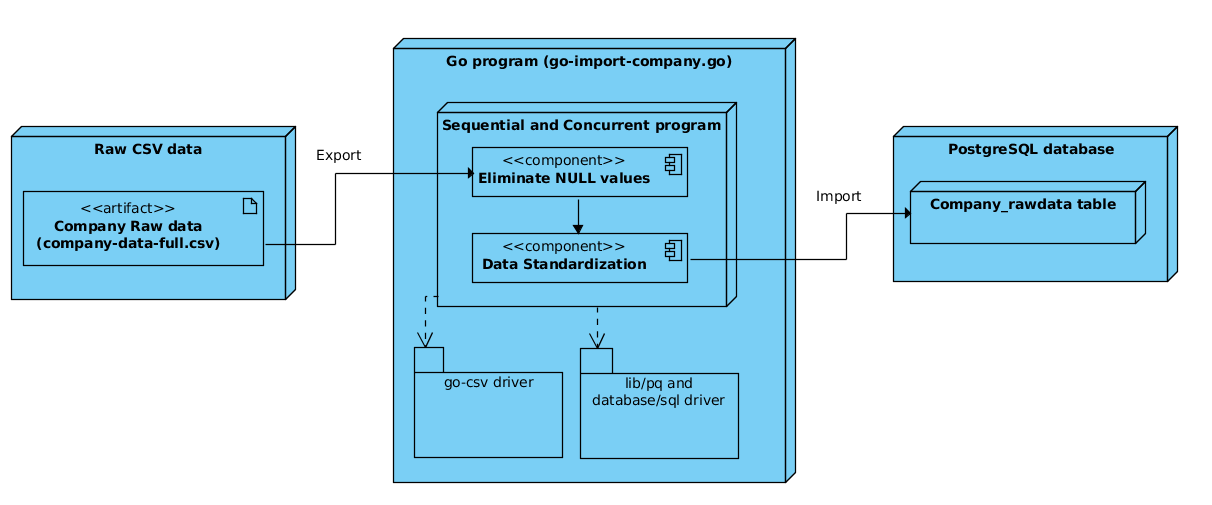 Raw CSV data
<<artifact>>
Company Raw data
(company-data-full.csv)
Export
Go program (go-import-company.go)
Sequential and Concurrent program
<<component>>
Eliminate NULL values
<<component>>
Data Standardization
go-csv driver
lib/pq and
database/sql driver
Import
PostgreSQL database
Company_rawdata table